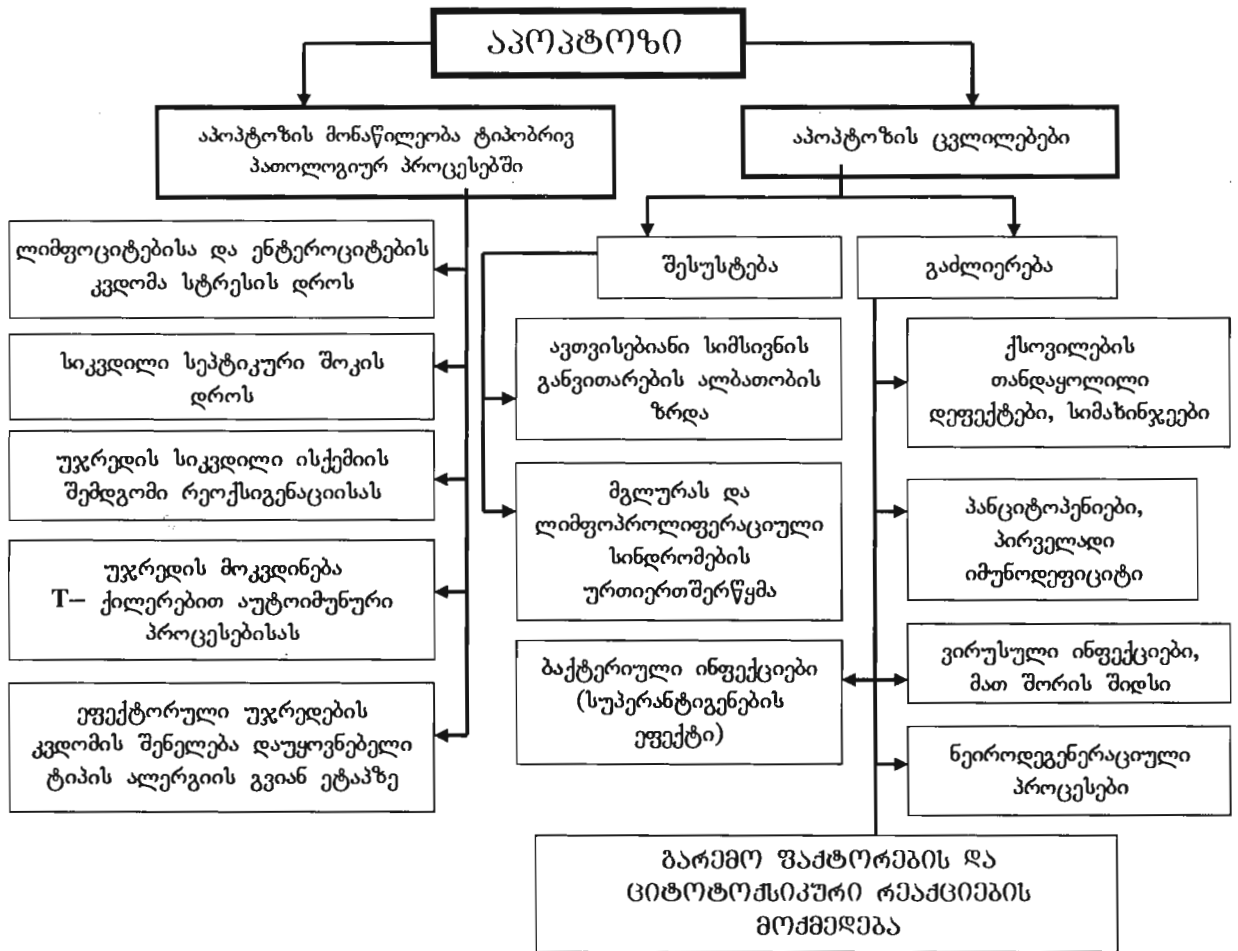 აპოპტოზი
აპოპტოზის მონაწილეობა ტიპობრივ
პათოლოგიურ პროცესებში
ლიმფოციტებისა და ენტეროციტების
კვდომა სტრესის დროს
სიკვდილი სეპტიკური შოკის
დროს
უჯრედის სიკვდილი ისქემიის
შემდგომი რეოქსიგენაციისას
უჯრედის მოკვდინება
T– ქილერებით აუტოიმუნური
პროცესებისას
ეფექტორული უჯრედების
კვდომის შენელება დაუყოვნებელი
ტიპის ალერგიის გვიან ეტაპზე
აპოპტოზის ცვლილებები
შესუსტება
ავთვისებიანი სიმსივნის
განვითარების ალბათობის
ზრდა
მგლურას და
ლიმფოპროლიფერაციული
სინდრომების
ურთიერთშერწყმა
ბაქტერიული ინფექციები
(სუპერანტიგენების
ეფექტი)
გაძლიერება
ქსოვილების
თანდაყოლილი
დეფექტები, სიმახინჯეები
პანციტოპენიები,
პირველადი
იმუნოდეფიციტი
ვირუსული ინფექციები,
მათ შორის შიდსი
ნეიროდეგენერაციული
პროცესები
გარემო ფაქტორების და
ციტოტოქსიკური რეაქციების
მოქმედება